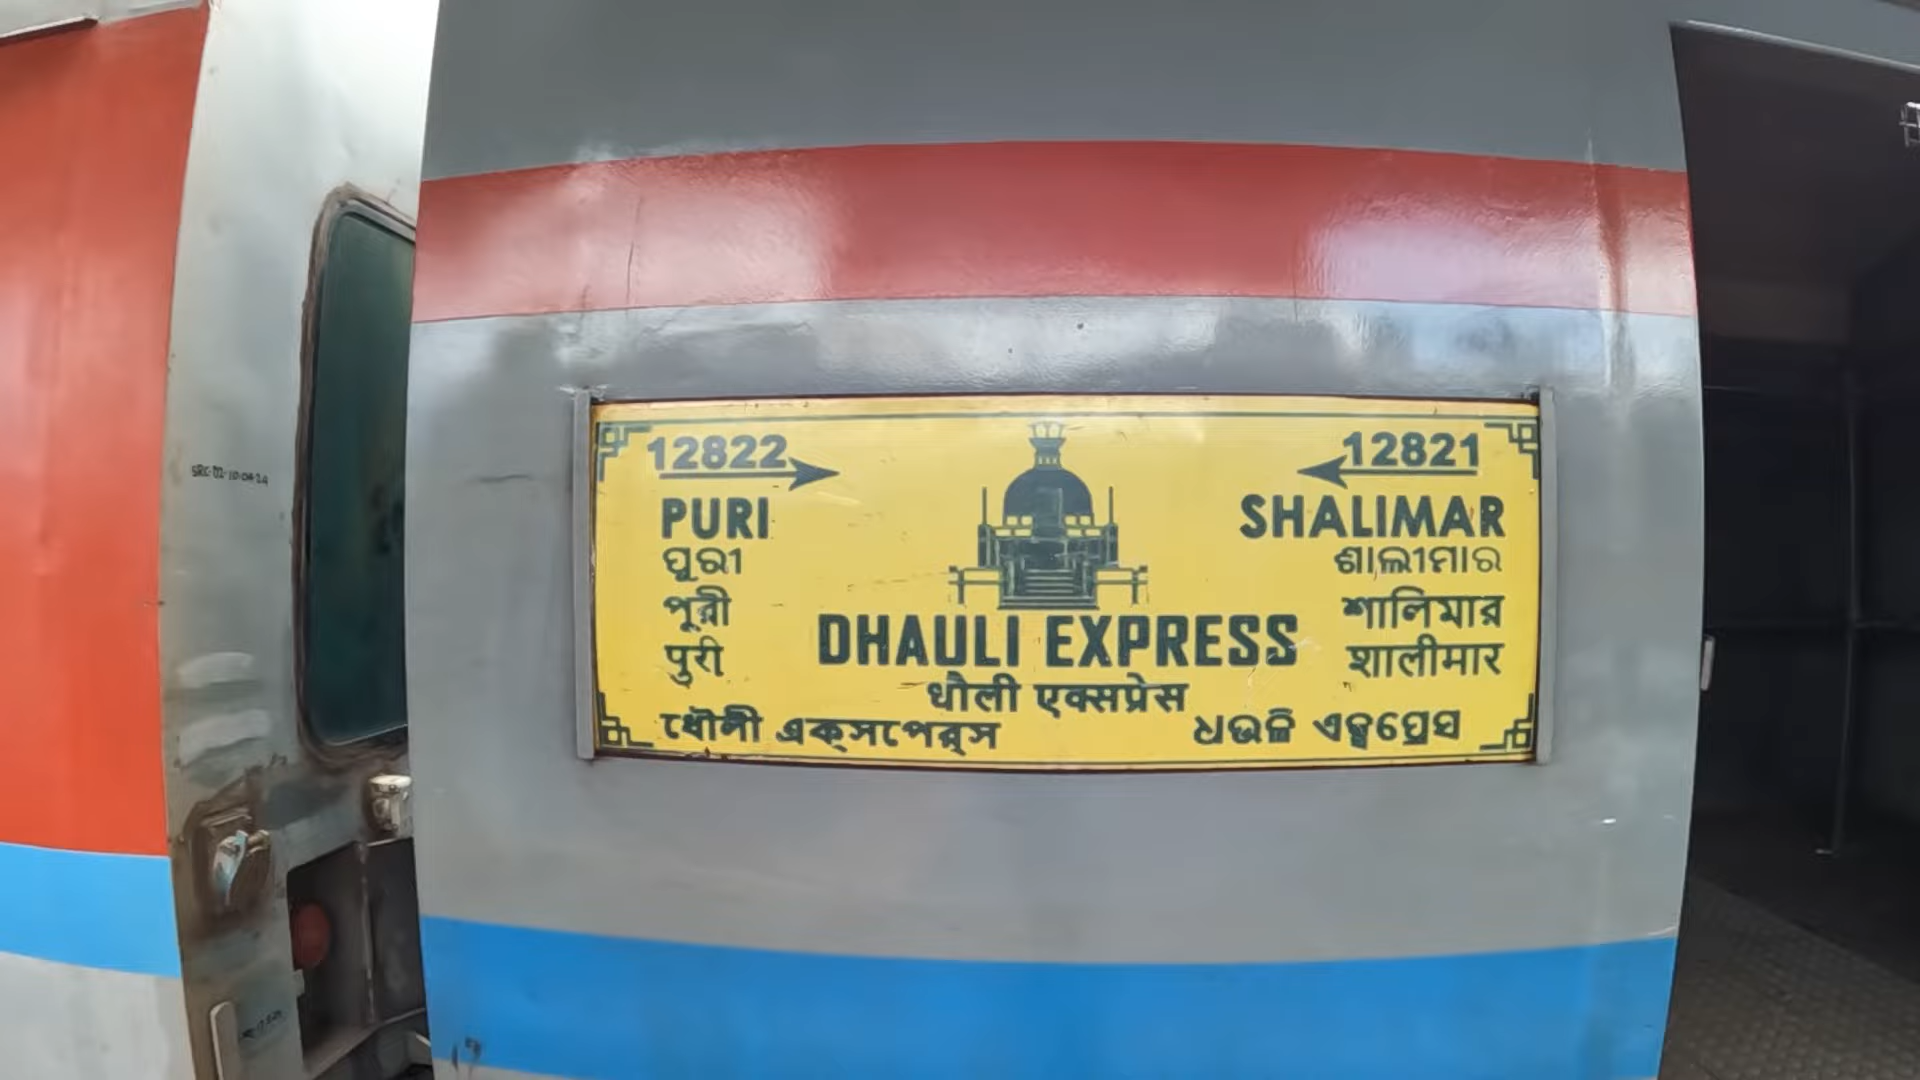 12822 12821
PURI SHALIMAR
ପୁରୀ ଶାଲୀମାର
পুরী শালিমার
पुरी शालीमार
DHAULI EXPRESS
धौली एक्सप्रेस
ধৌলী এক্সপের্স ଧଉଳି ଏକ୍ସପ୍ରେସ